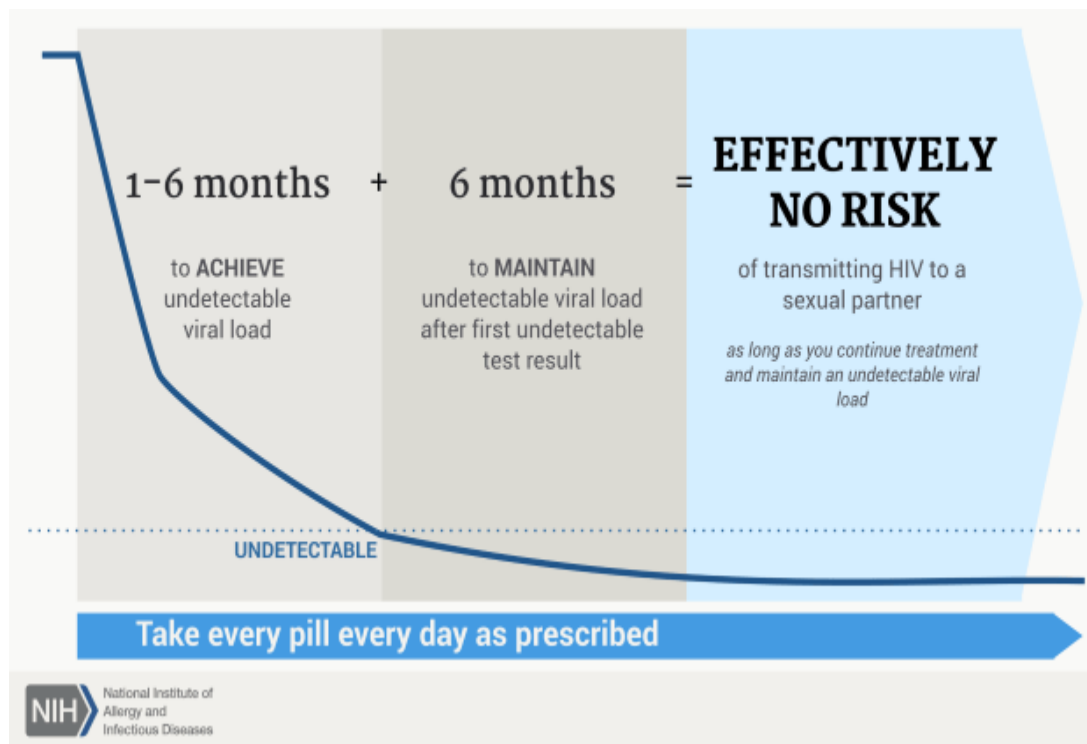 1–6 months
to ACHIEVE
undetectable
viral load
+
6 months
to MAINTAIN
undetectable viral load
after first undetectable
test result
=
EFFECTIVELY
NO RISK
of transmitting HIV to a
sexual partner
as long as you continue treatment
and maintain an undetectable viral
load
UNDETECTABLE
Take every pill every day as prescribed
NIH
National Institute of
Allergy and
Infectious Diseases